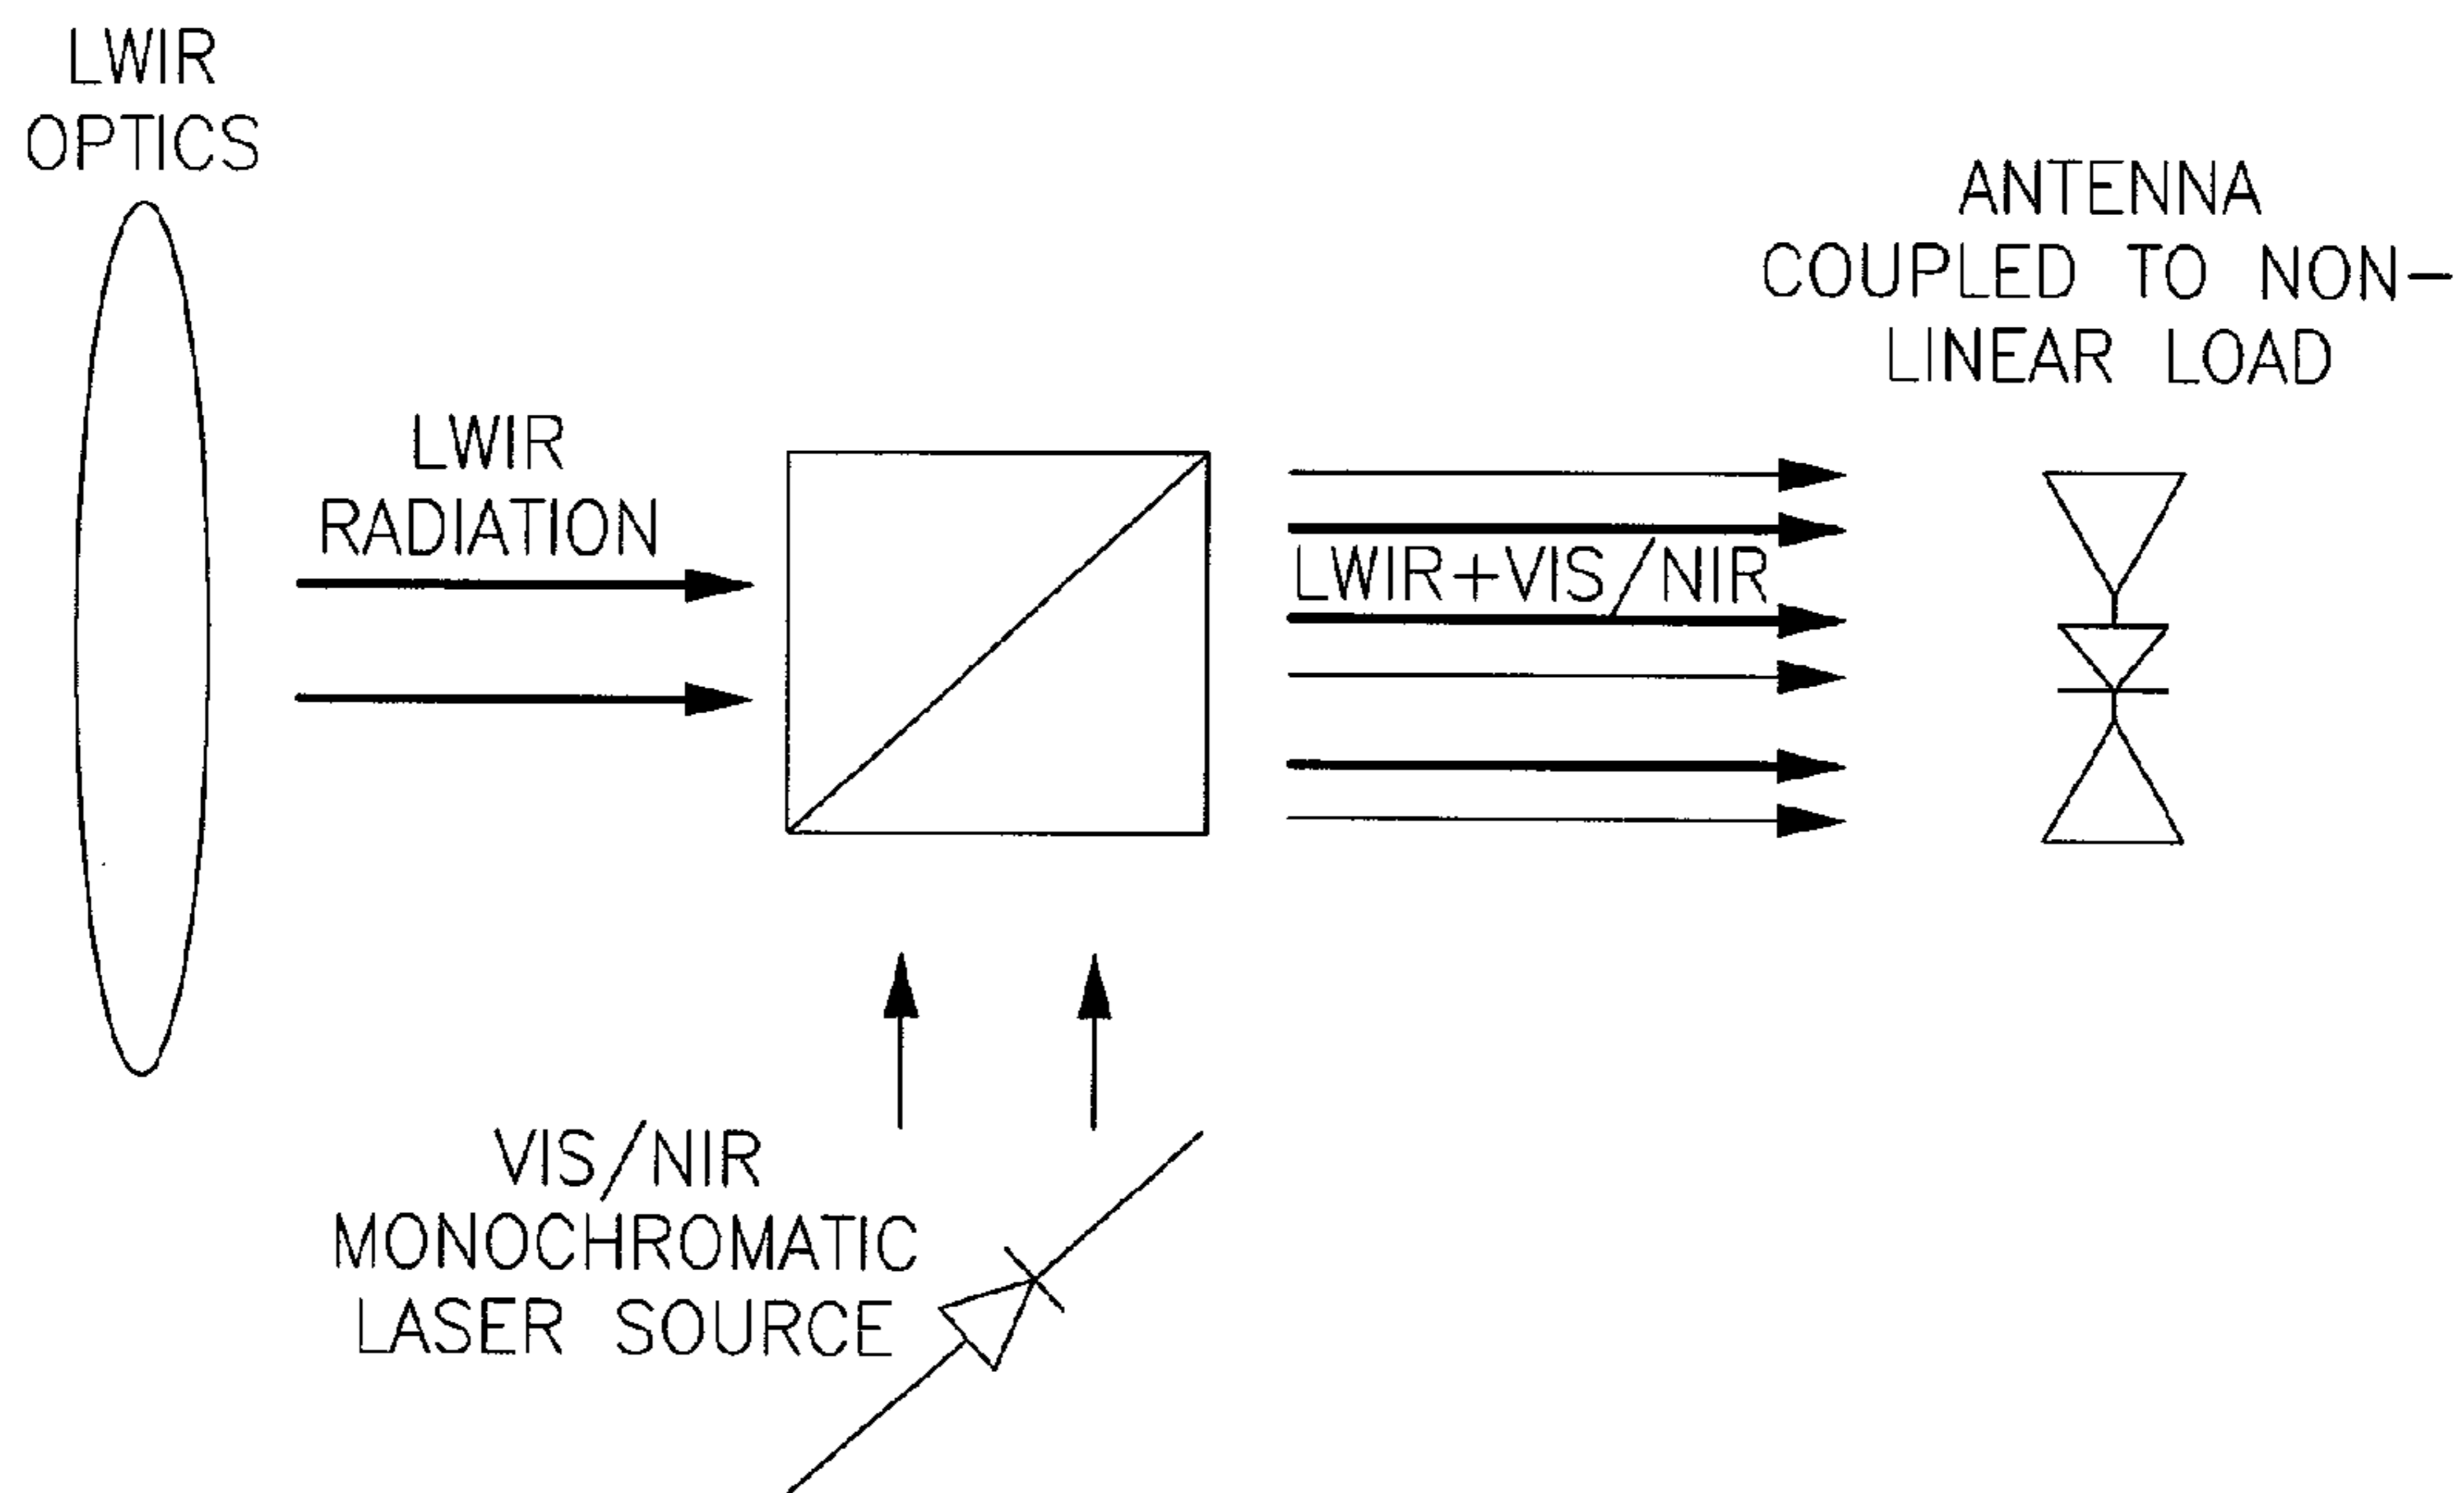 LWIR
OPTICS
ANTENNA
COUPLED TO NON-
LINEAR LOAD
LWIR
RADIATION
LWIR+VIS/NIR
VIS/NIR
MONOCHROMATIC
LASER SOURCE